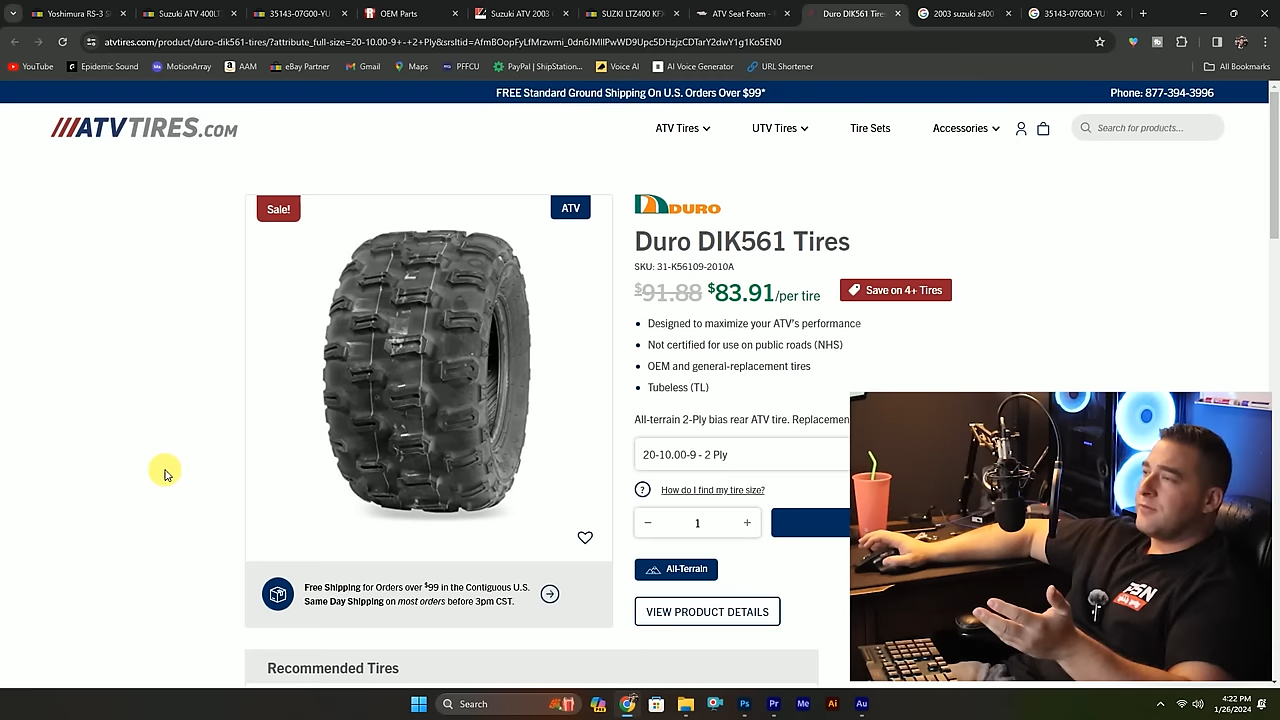 Yoshimura RS-3 S
Suzuki ATV 400LT
35143-07G00-YU
OEM Parts
Suzuki ATV 2003
SUZKI LTZ400 KFX
ATV Seat Foam -
Duro DIK561 Tires
2003 suzuki z400
35143-07G00-YU
atvtires.com/product/duro-dik561-tires/?attribute_full-size=20-10.00-9+-+2+Ply&srsltid=AfmBOopFyLfMrzwmi_0dn6JMIlPwWD9Upc5DHzjzCDTarY2dwY1g1Ko5EN0
YouTube
Epidemic Sound
MotionArray
AAM
eBay Partner
Gmail
Maps
PFFCU
PayPal | ShipStation...
Voice AI
AI Voice Generator
URL Shortener
All Bookmarks
FREE Standard Ground Shipping On U.S. Orders Over $99*
Phone: 877-394-3996
///ATVTIRES.COM
ATV Tires
UTV Tires
Tire Sets
Accessories
Search for products...
Sale!
ATV
DURO
Duro DIK561 Tires
SKU: 31-K56109-2010A
$91.88 $83.91/per tire
Save on 4+ Tires
• Designed to maximize your ATV's performance
• Not certified for use on public roads (NHS)
• OEM and general-replacement tires
• Tubeless (TL)
All-terrain 2-Ply bias rear ATV tire. Replacemen
20-10.00-9 - 2 Ply
? How do I find my tire size?
− 1 +
All-Terrain
VIEW PRODUCT DETAILS
Free Shipping for Orders over $99 in the Contiguous U.S.
Same Day Shipping on most orders before 3pm CST.
Recommended Tires
Search
Ps
Pr
Me
Ai
Au
4:22 PM
1/26/2024